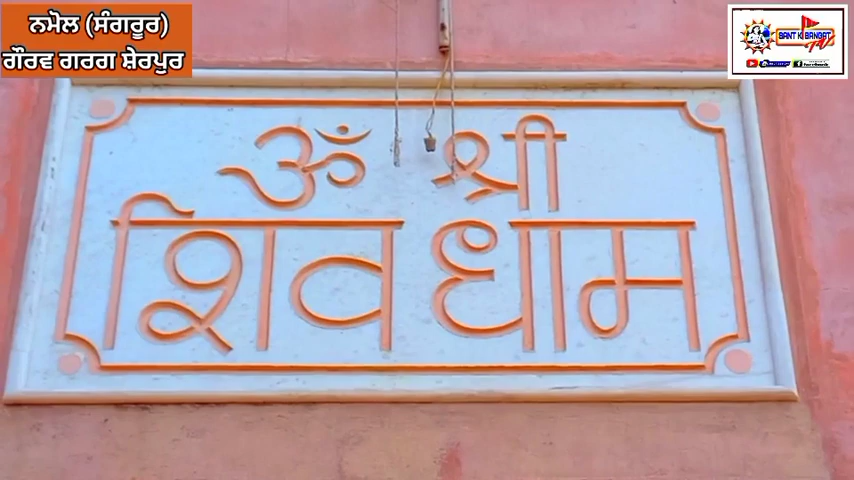 ਨਮੋਲ (ਸੰਗਰੂਰ)
ਗੌਰਵ ਗਰਗ ਸ਼ੇਰਪੁਰ
SANT KI SANGAT
TV
ॐ श्री
शिव धाम